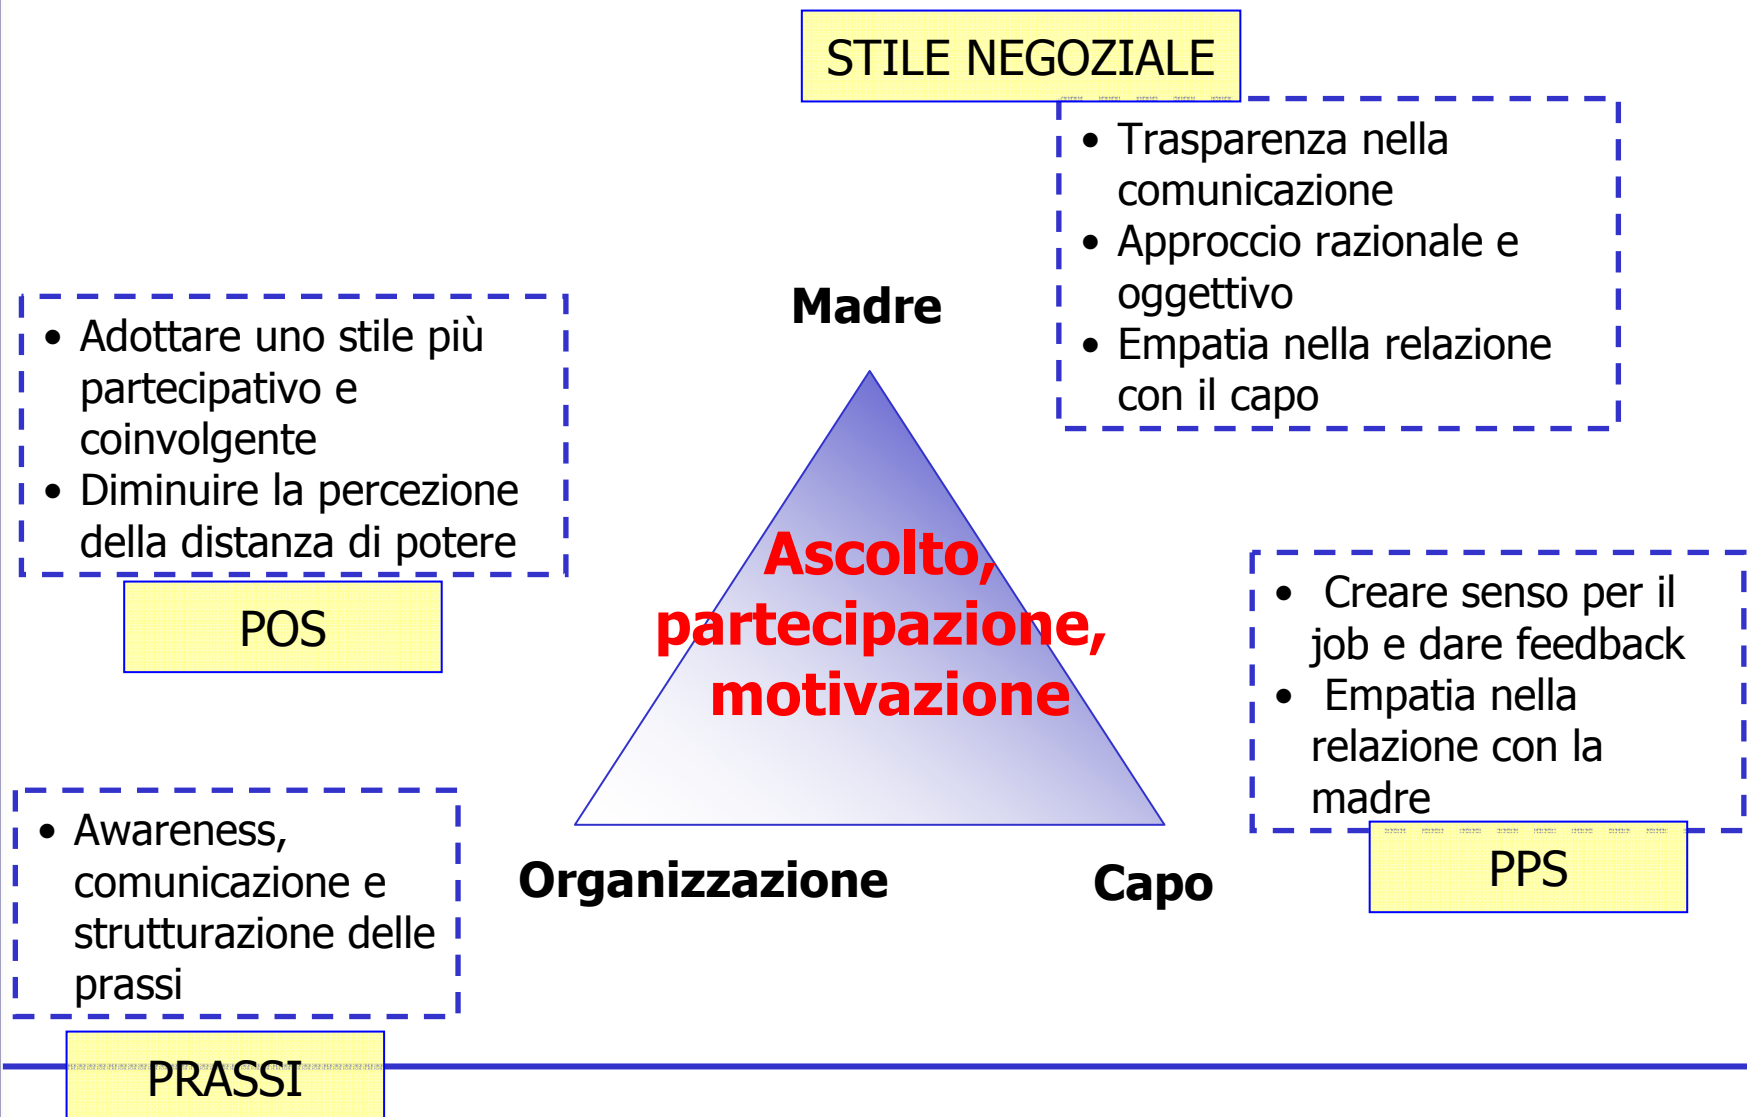 STILE NEGOZIALE
• Trasparenza nella
comunicazione
• Approccio razionale e
oggettivo
• Empatia nella relazione
con il capo
Madre
• Adottare uno stile più
partecipativo e
coinvolgente
• Diminuire la percezione
della distanza di potere
POS
Ascolto,
partecipazione,
motivazione
• Creare senso per il
job e dare feedback
• Empatia nella
relazione con la
madre
PPS
Organizzazione
Capo
• Awareness,
comunicazione e
strutturazione delle
prassi
PRASSI